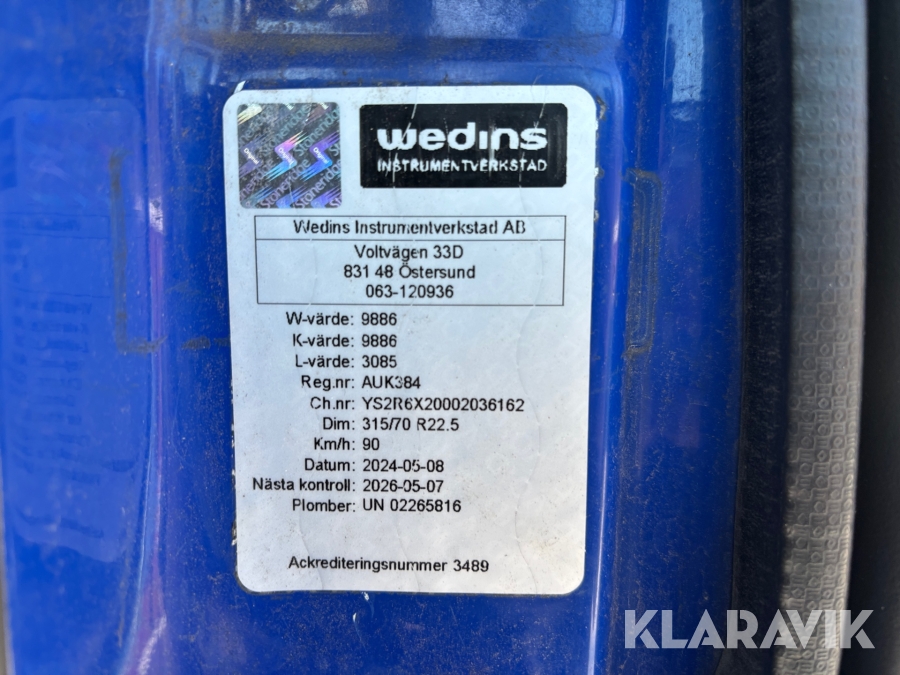 Original
Stoneridge
wedins
INSTRUMENTVERKSTAD
Wedins Instrumentverkstad AB
Voltvägen 33D
831 48 Östersund
063-120936
W-värde: 9886
K-värde: 9886
L-värde: 3085
Reg.nr: AUK384
Ch.nr: YS2R6X20002036162
Dim: 315/70 R22.5
Km/h: 90
Datum: 2024-05-08
Nästa kontroll: 2026-05-07
Plomber: UN 02265816
Ackrediteringsnummer 3489
KLARAVIK